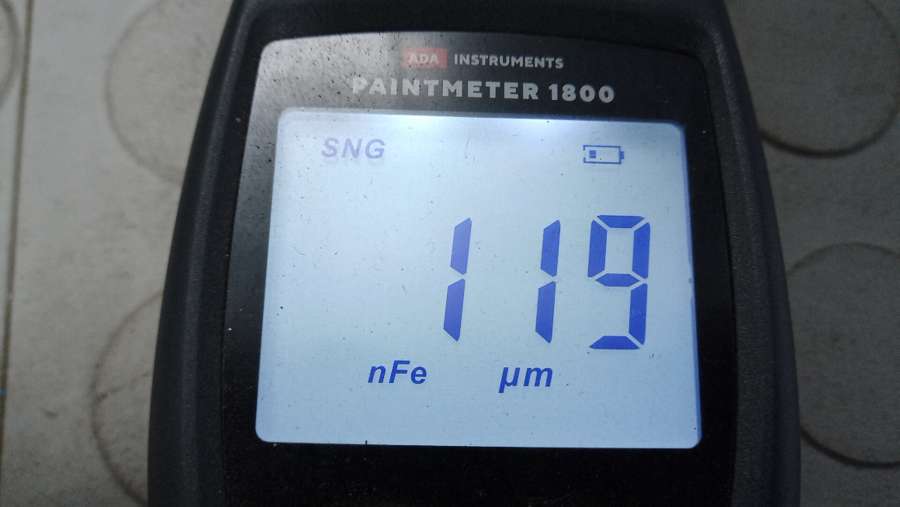 ADA INSTRUMENTS
PAINTMETER 1800
SNG
119
nFe µm